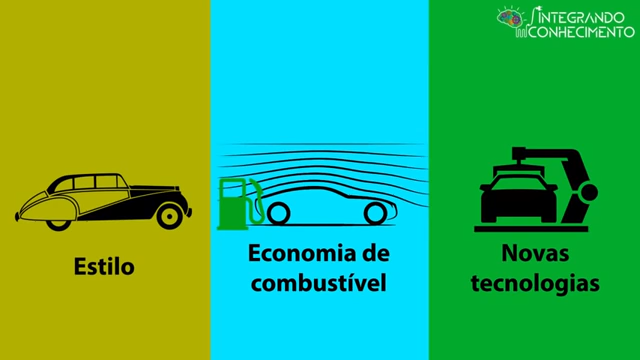 INTEGRANDO
CONHECIMENTO
Estilo
Economia de
combustível
Novas
tecnologias